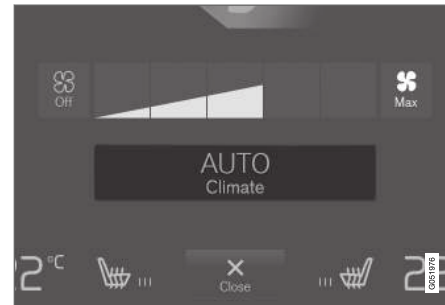 Off
Max
AUTO
Climate
2°C
Close
2
G051976